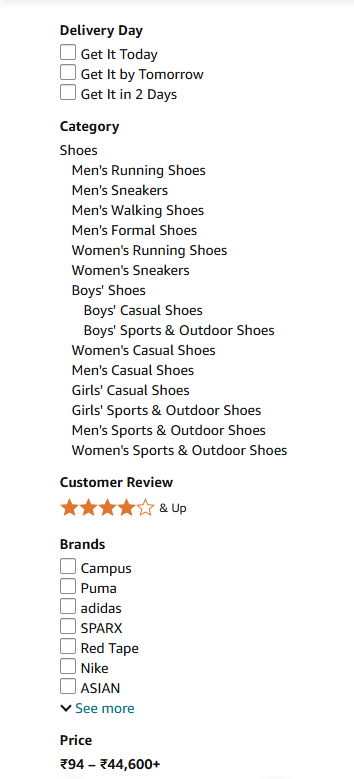 Delivery Day
Get It Today
Get It by Tomorrow
Get It in 2 Days
Category
Shoes
Men's Running Shoes
Men's Sneakers
Men's Walking Shoes
Men's Formal Shoes
Women's Running Shoes
Women's Sneakers
Boys' Shoes
Boys' Casual Shoes
Boys' Sports & Outdoor Shoes
Women's Casual Shoes
Men's Casual Shoes
Girls' Casual Shoes
Girls' Sports & Outdoor Shoes
Men's Sports & Outdoor Shoes
Women's Sports & Outdoor Shoes
Customer Review
& Up
Brands
Campus
Puma
adidas
SPARX
Red Tape
Nike
ASIAN
See more
Price
₹94 – ₹44,600+